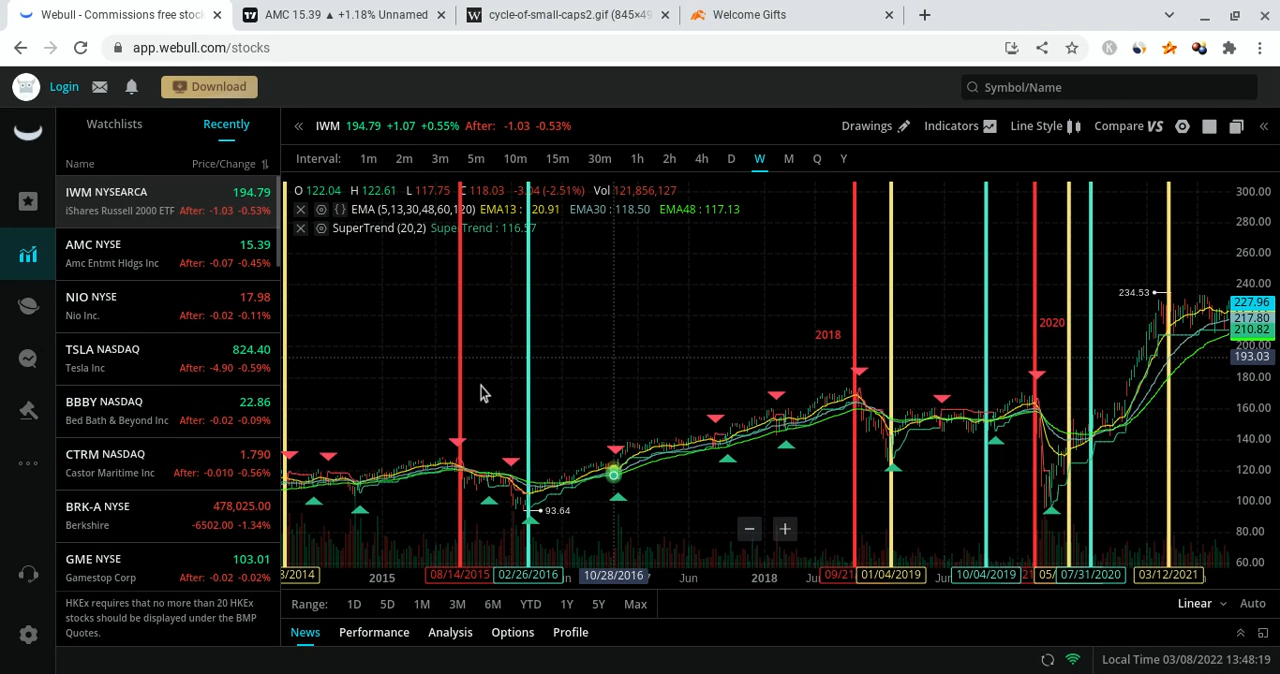 Webull - Commissions free stoc
AMC 15.39 ▲ +1.18% Unnamed
cycle-of-small-caps2.gif (845×49
Welcome Gifts
app.webull.com/stocks
Login
Download
Symbol/Name
Watchlists
Recently
IWM 194.79 +1.07 +0.55% After: -1.03 -0.53%
Drawings
Indicators
Line Style
Compare VS
Name
Price/Change
Interval: 1m 2m 3m 5m 10m 15m 30m 1h 2h 4h D W M Q Y
IWM NYSEARCA 194.79
iShares Russell 2000 ETF After: -1.03 -0.53%
AMC NYSE 15.39
Amc Entmt Hldgs Inc After: -0.07 -0.45%
NIO NYSE 17.98
Nio Inc. After: -0.02 -0.11%
TSLA NASDAQ 824.40
Tesla Inc After: -4.90 -0.59%
BBBY NASDAQ 22.86
Bed Bath & Beyond Inc After: -0.02 -0.09%
CTRM NASDAQ 1.790
Castor Maritime Inc After: -0.010 -0.56%
BRK-A NYSE 478,025.00
Berkshire -6502.00 -1.34%
GME NYSE 103.01
Gamestop Corp After: -0.02 -0.02%
HKEx requires that no more than 20 HKEx
stocks should be displayed under the BMP
Quotes.
O 122.04 H 122.61 L 117.75 C 118.03 (-2.51%) Vol 121,856,127
EMA (5,13,30,48,60,120) EMA13 : EMA30 : 118.50 EMA48 : 117.13
SuperTrend (20,2) SuperTrend : 116.57
2018
2020
234.53
93.64
300.00
280.00
260.00
240.00
227.96
217.80
210.82
200.00
193.03
180.00
160.00
140.00
120.00
100.00
80.00
60.00
3/2014 2015 08/14/2015 02/26/2016 10/28/2016 Jun 2018 09/21 01/04/2019 10/04/2019 07/31/2020 03/12/2021
Range: 1D 5D 1M 3M 6M YTD 1Y 5Y Max
Linear
Auto
News
Performance
Analysis
Options
Profile
Local Time 03/08/2022 13:48:19